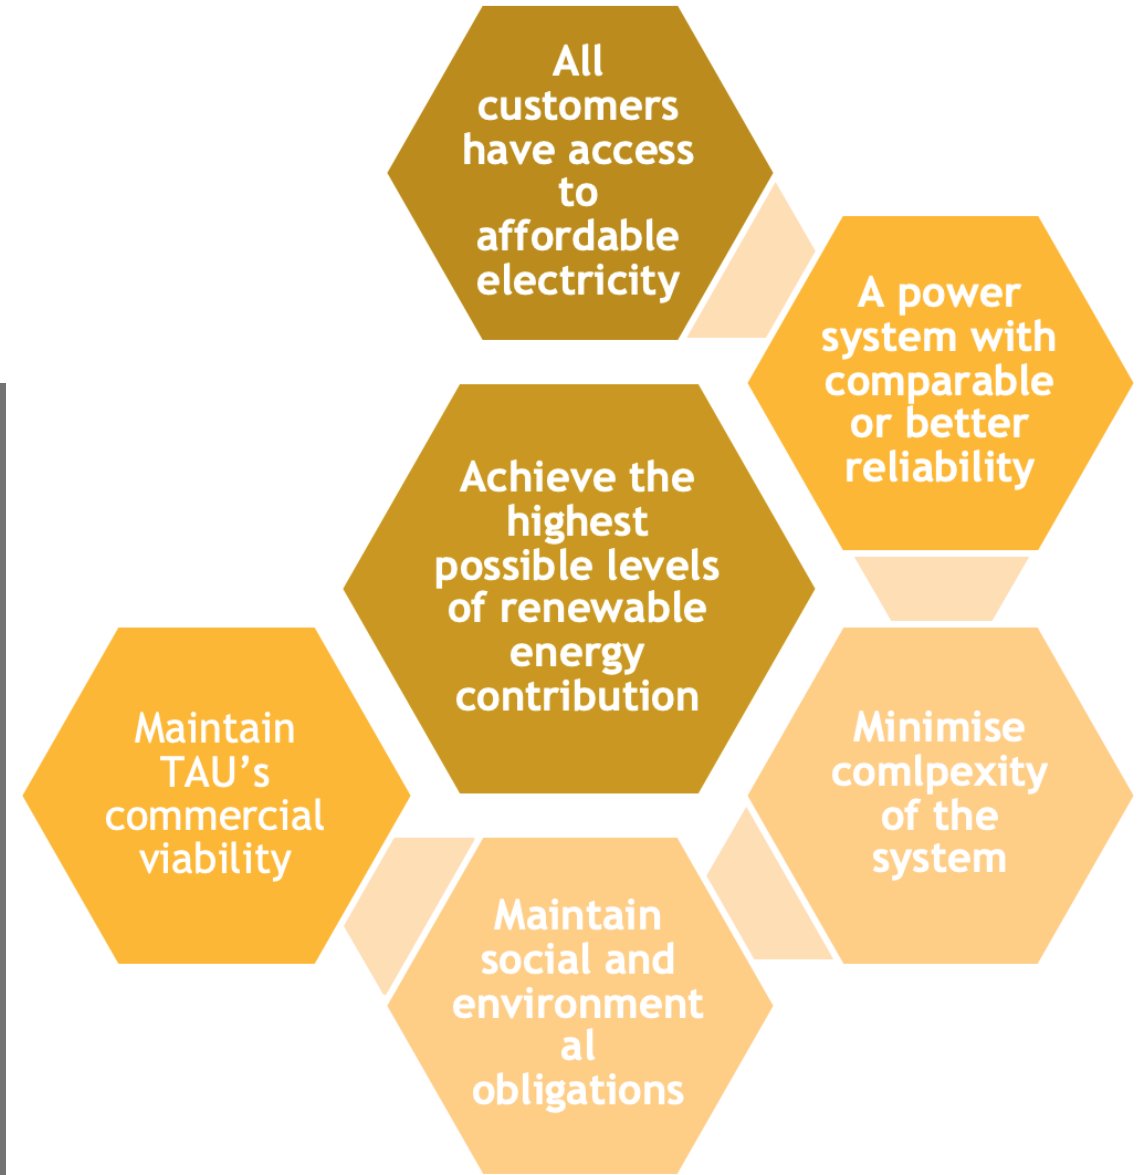 All
customers
have access
to
affordable
electricity
A power
system with
comparable
or better
reliability
Achieve the
highest
possible levels
of renewable
energy
contribution
Minimise
comlpexity
of the
system
Maintain
social and
environment
al
obligations
Maintain
TAU’s
commercial
viability